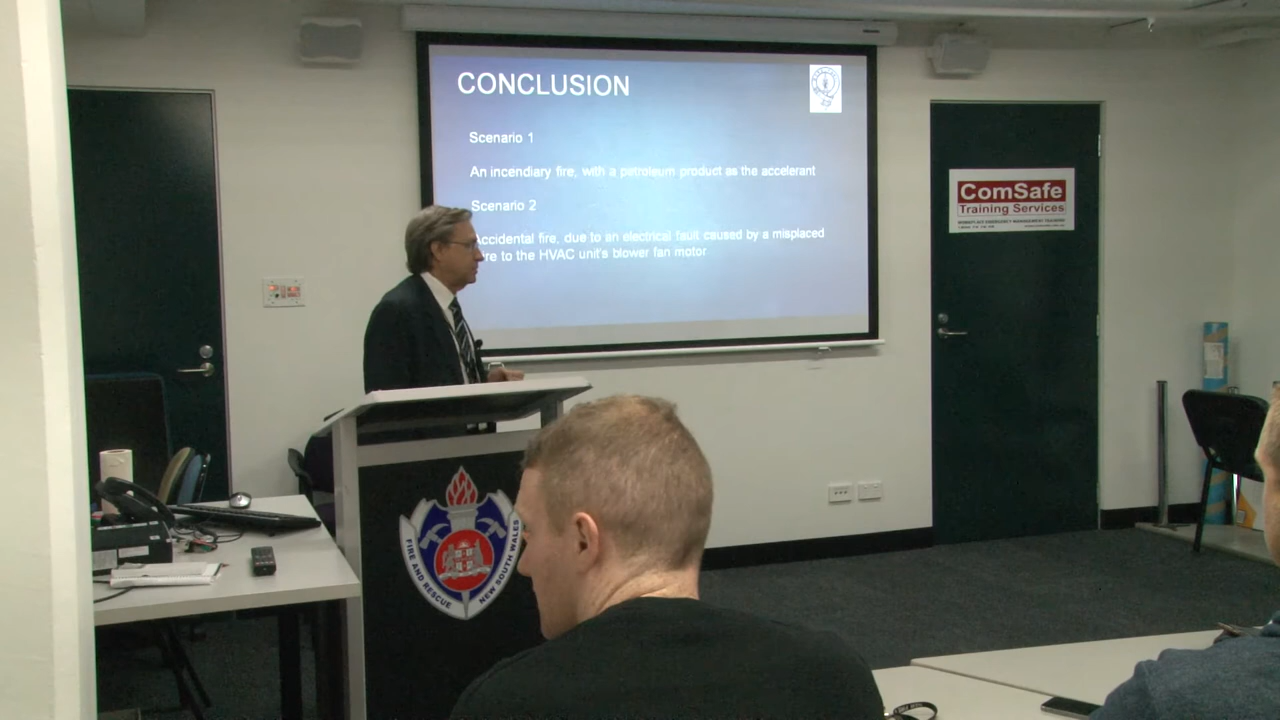 CONCLUSION
Scenario 1
An incendiary fire, with a petroleum product as the accelerant
Scenario 2
Accidental fire, due to an electrical fault caused by a misplaced
to the HVAC unit's blower fan motor
ComSafe
Training Services
FIRE AND RESCUE
NEW SOUTH WALES